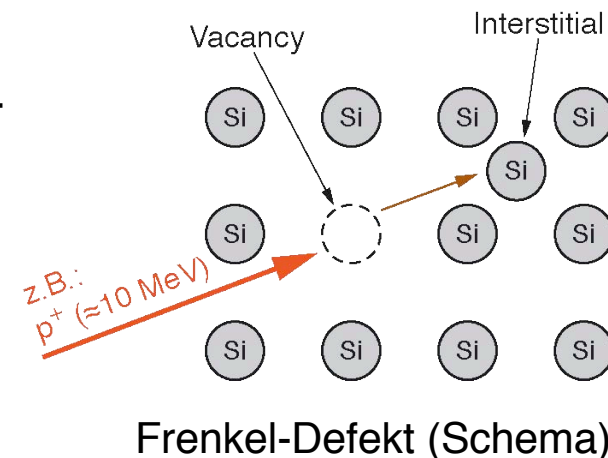 Vacancy
Interstitial
Si Si Si Si
Si
Si Si Si
z.B.:
p⁺ (≈10 MeV)
Si Si Si Si
Frenkel-Defekt (Schema)